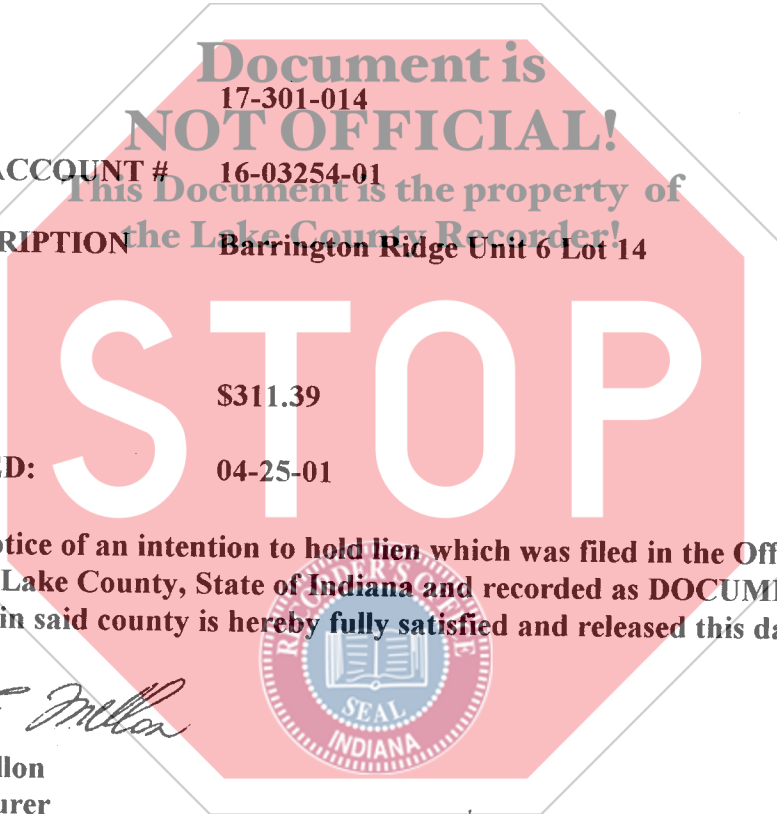 Document is
17-301-014
NOT OFFICIAL!
ACCOUNT # 16-03254-01
This Document is the property of
the Lake County Recorder!
RIPTION Barrington Ridge Unit 6 Lot 14
STOP
$311.39
ED: 04-25-01
otice of an intention to hold lien which was filed in the Off
Lake County, State of Indiana and recorded as DOCUM
in said county is hereby fully satisfied and released this da
RECORDER'S OFFICE
SEAL
INDIANA
Mellon
llon
urer